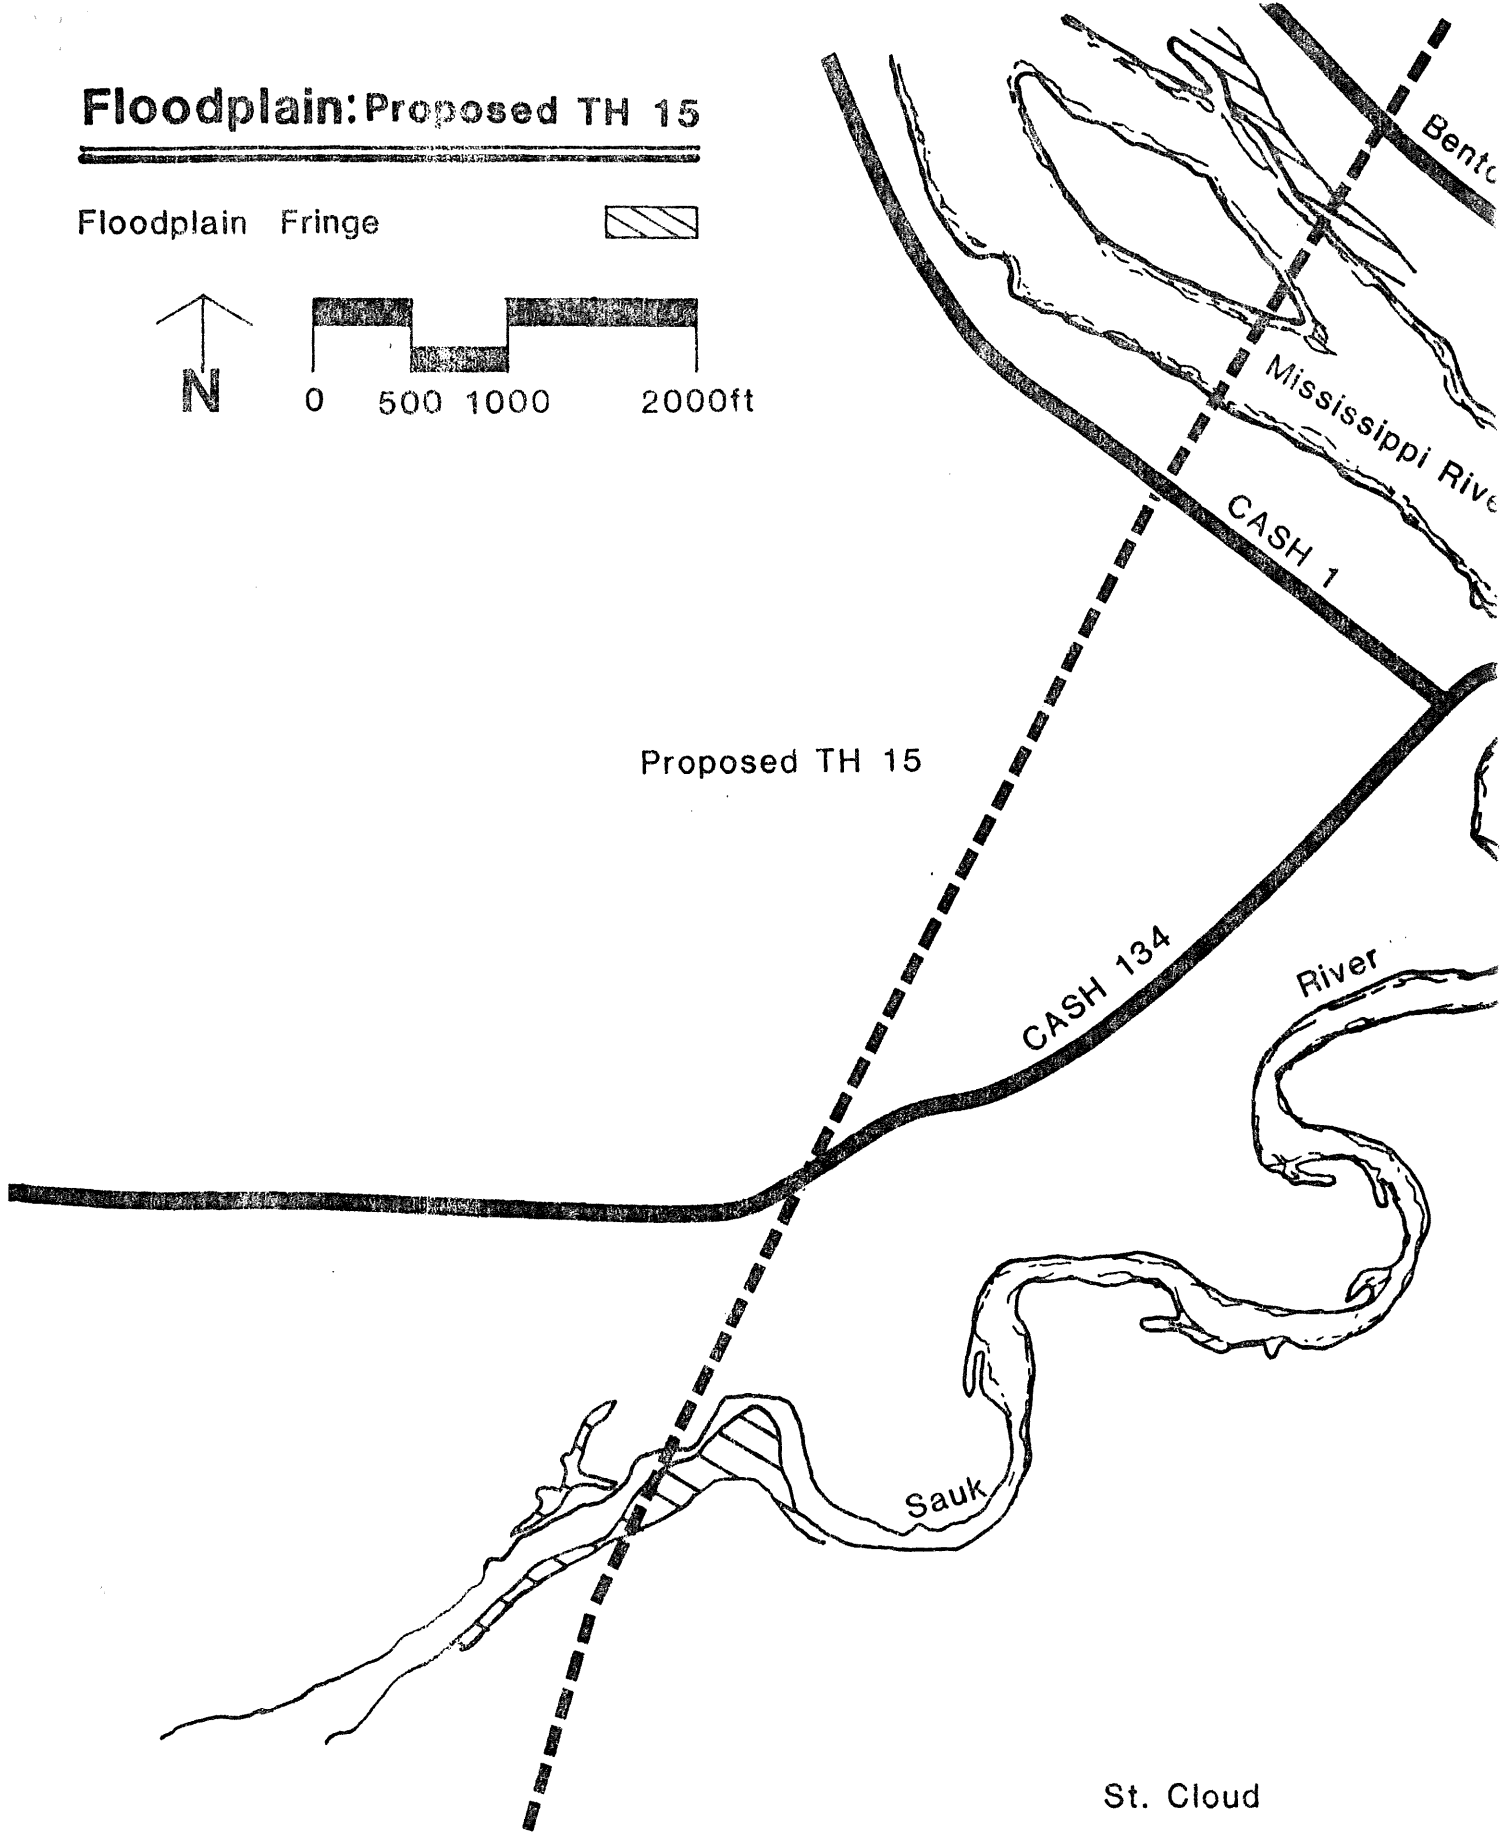 Floodplain: Proposed TH 15
Floodplain Fringe
N
0 500 1000 2000ft
Mississippi
CASH 1
Proposed TH 15
CASH 134
River
Sauk
St. Cloud